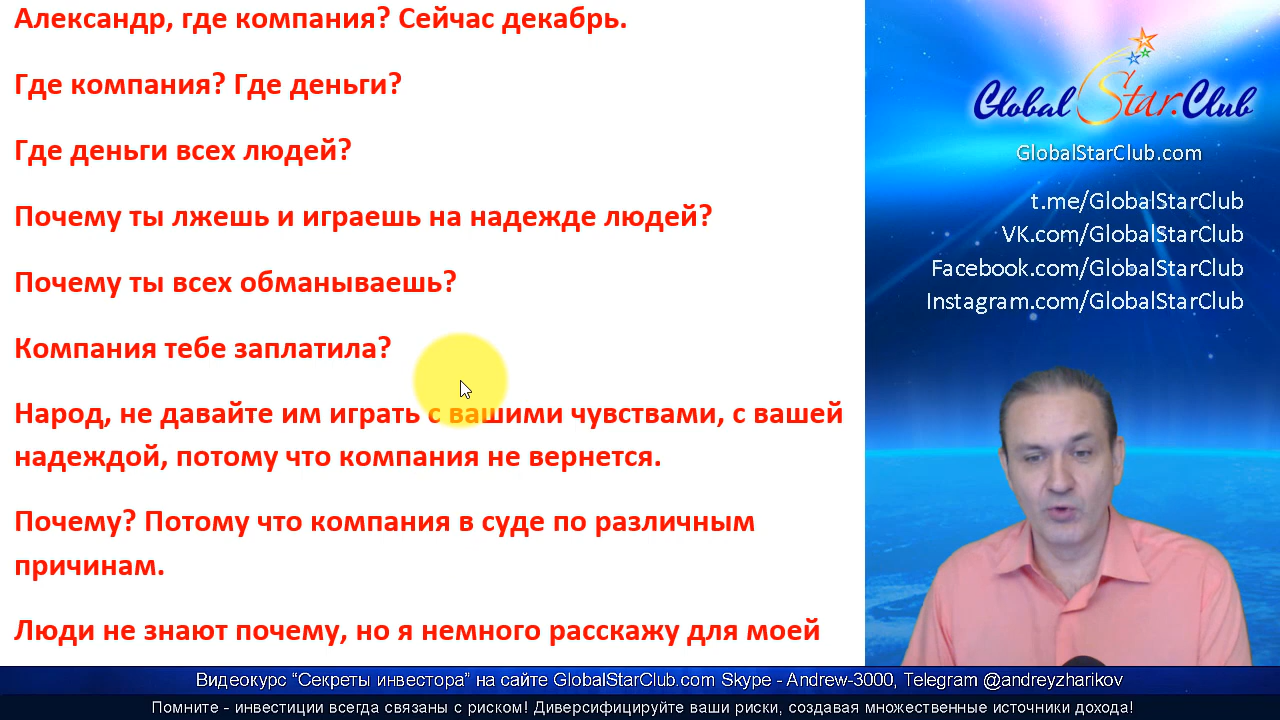 Александр, где компания? Сейчас декабрь.
Где компания? Где деньги?
Где деньги всех людей?
Почему ты лжешь и играешь на надежде людей?
Почему ты всех обманываешь?
Компания тебе заплатила?
Народ, не давайте им играть с вашими чувствами, с вашей
надеждой, потому что компания не вернется.
Почему? Потому что компания в суде по различным
причинам.
Люди не знают почему, но я немного расскажу для моей
Global Star.Club
GlobalStarClub.com
t.me/GlobalStarClub
VK.com/GlobalStarClub
Facebook.com/GlobalStarClub
Instagram.com/GlobalStarClub
Видеокурс “Секреты инвестора” на сайте GlobalStarClub.com Skype - Andrew-3000, Telegram @andreyzharikov
Помните - инвестиции всегда связаны с риском! Диверсифицируйте ваши риски, создавая множественные источники дохода!